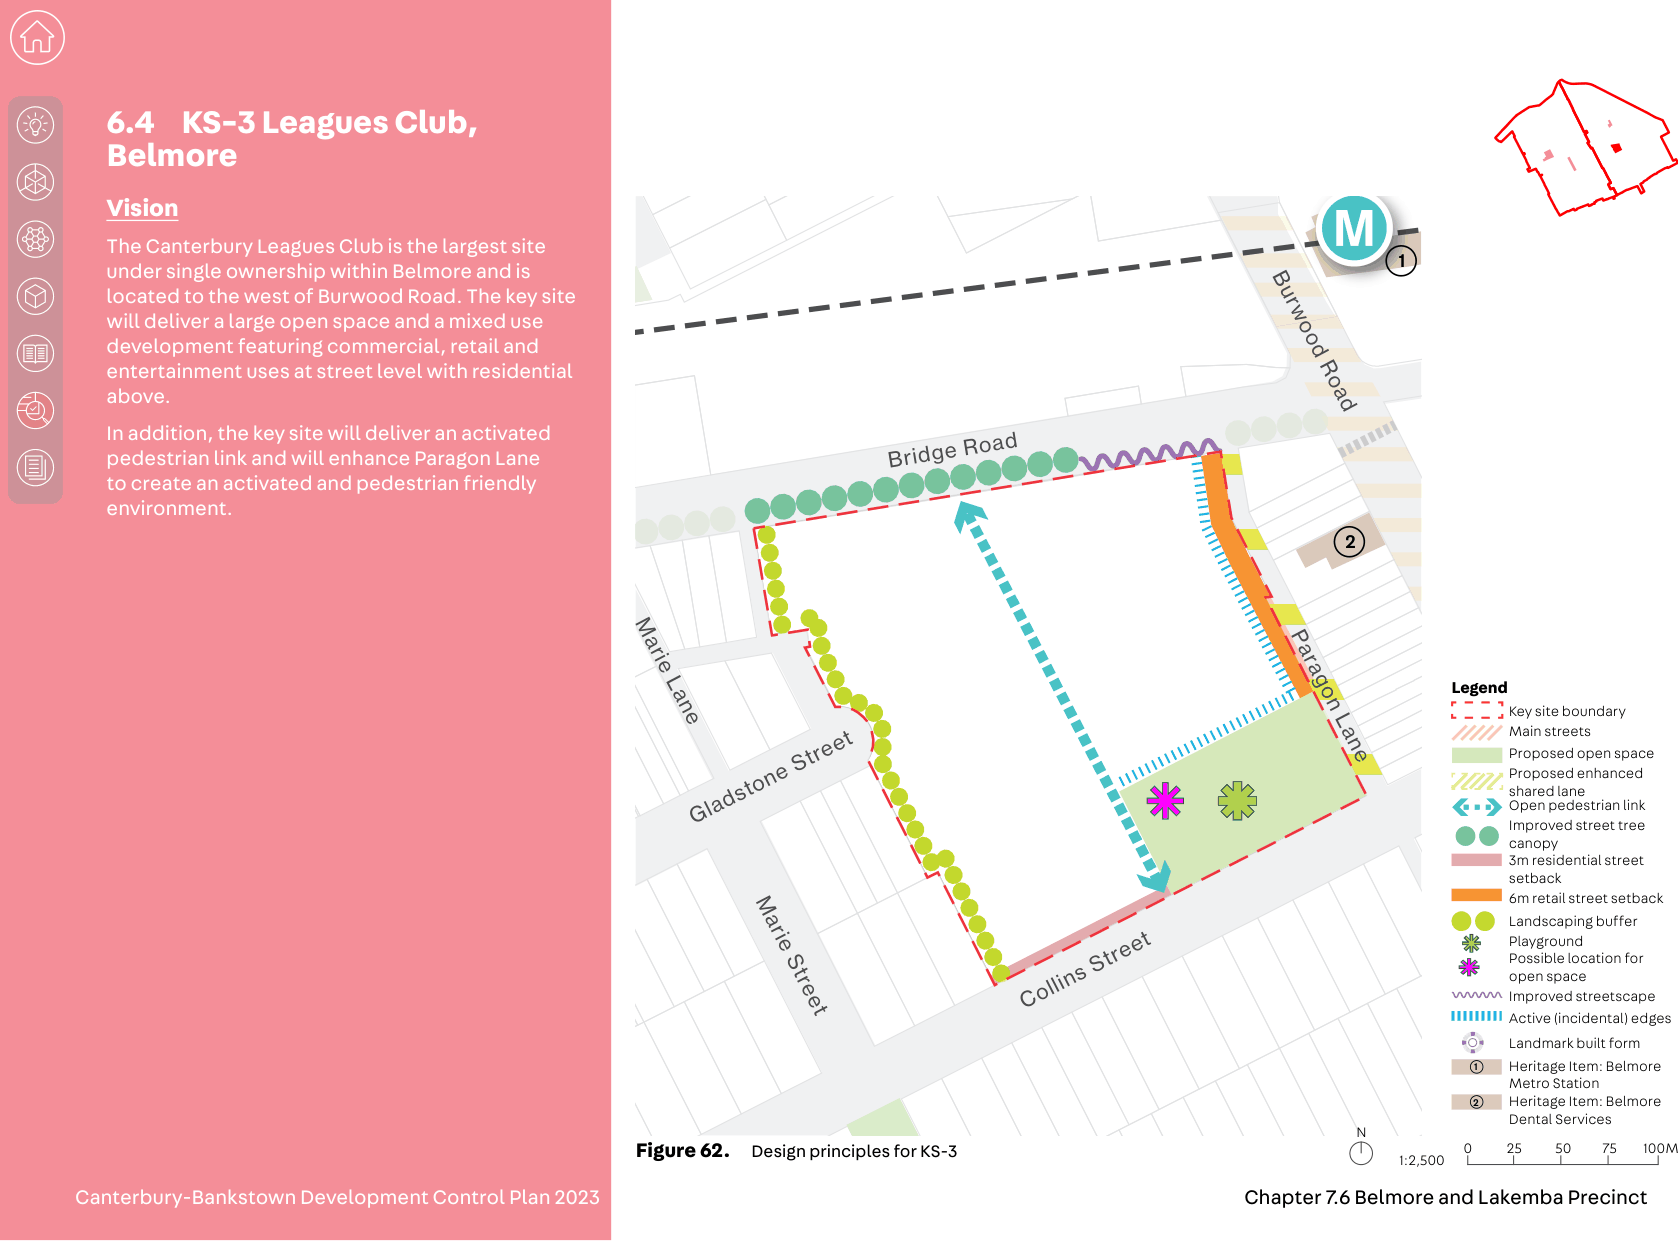 6.4 KS-3 Leagues Club,
Belmore
Vision
The Canterbury Leagues Club is the largest site
under single ownership within Belmore and is
located to the west of Burwood Road. The key site
will deliver a large open space and a mixed use
development featuring commercial, retail and
entertainment uses at street level with residential
above.
In addition, the key site will deliver an activated
pedestrian link and will enhance Paragon Lane
to create an activated and pedestrian friendly
environment.
M
1
Burwood Road
Bridge Road
2
Marie Lane
Paragon Lane
Gladstone Street
Marie Street
Collins Street
Legend
Key site boundary
Main streets
Proposed open space
Proposed enhanced
shared lane
Open pedestrian link
Improved street tree
canopy
3m residential street
setback
6m retail street setback
Landscaping buffer
Playground
Possible location for
open space
Improved streetscape
Active (incidental) edges
Landmark built form
1 Heritage Item: Belmore
Metro Station
2 Heritage Item: Belmore
Dental Services
N
1:2,500
0 25 50 75 100M
Figure 62. Design principles for KS-3
Canterbury-Bankstown Development Control Plan 2023
Chapter 7.6 Belmore and Lakemba Precinct